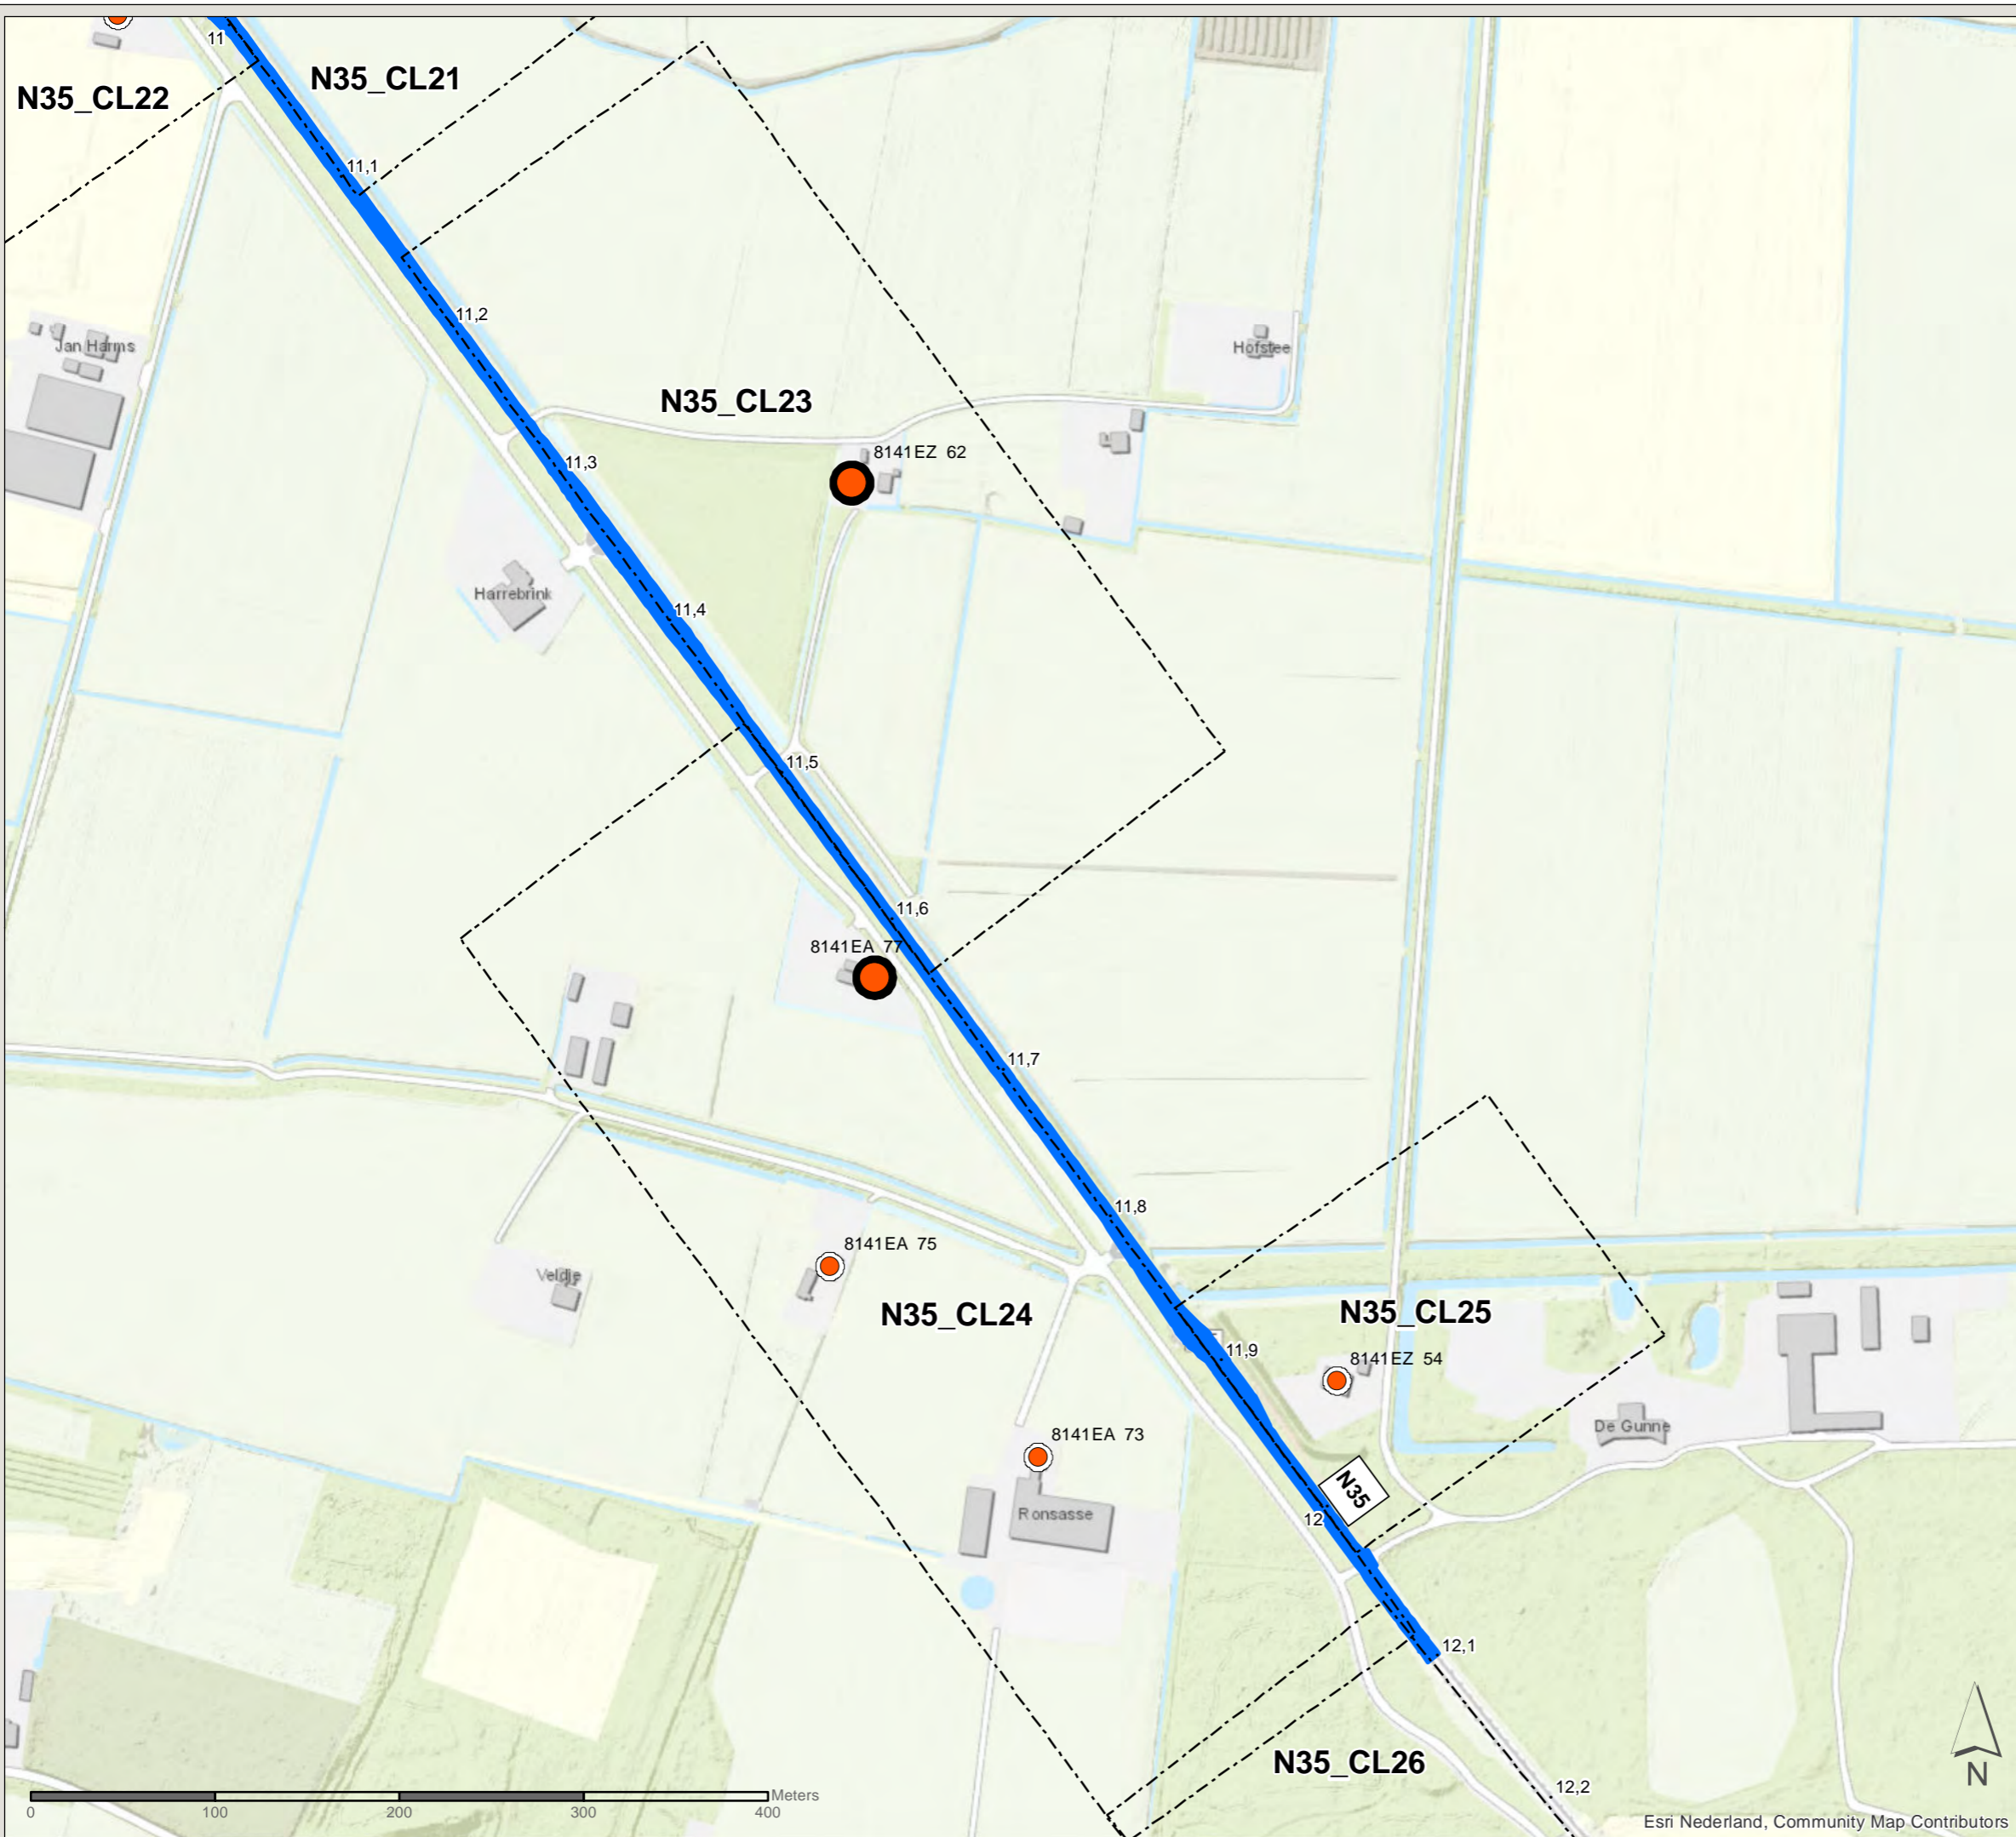 11
N35_CL21
N35_CL22
11,1
11,2
Jan Harms
Hofstee
N35_CL23
8141EZ 62
11,3
Harrebrink
11,4
11,5
11,6
8141EA 77
11,7
11,8
8141EA 75
Veldje
N35_CL24
N35_CL25
11,9
8141EZ 54
De Gunne
8141EA 73
N35
Ronsasse
12
12,1
N35_CL26
12,2
N
Meters
0 100 200 300 400
Esri Nederland, Community Map Contributors